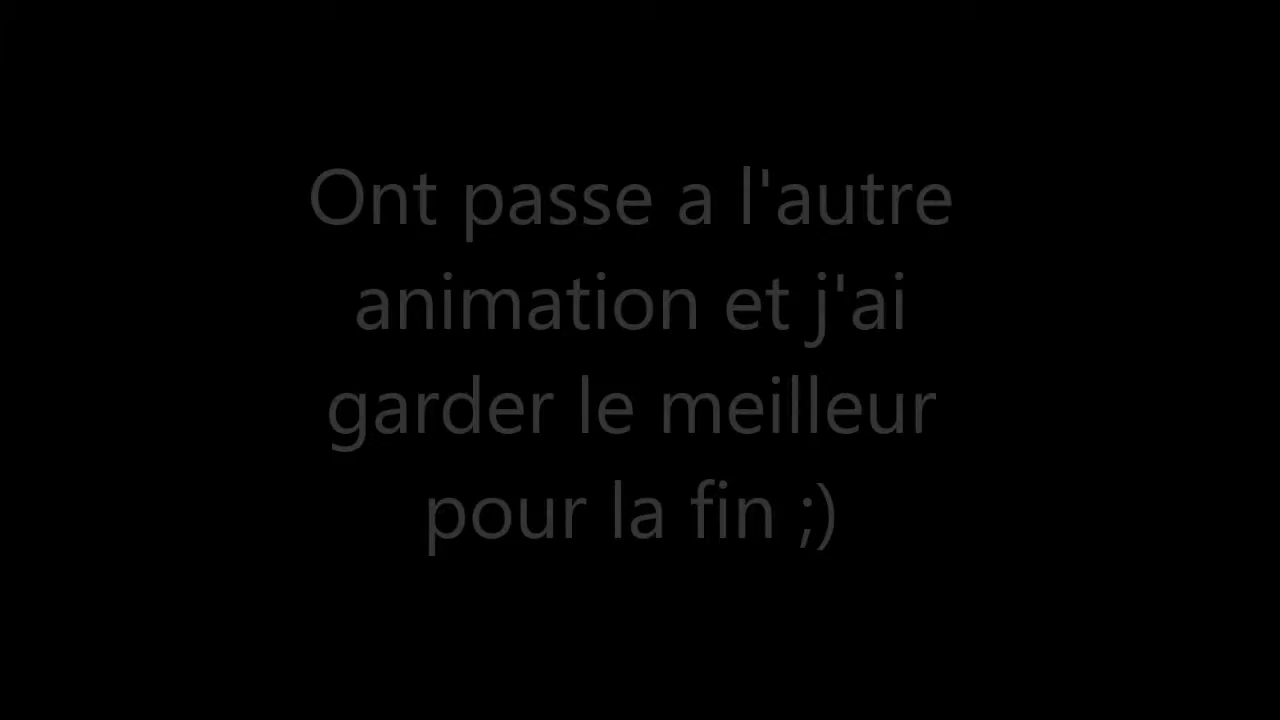 Ont passe a l'autre
animation et j'ai
garder le meilleur
pour la fin ;)